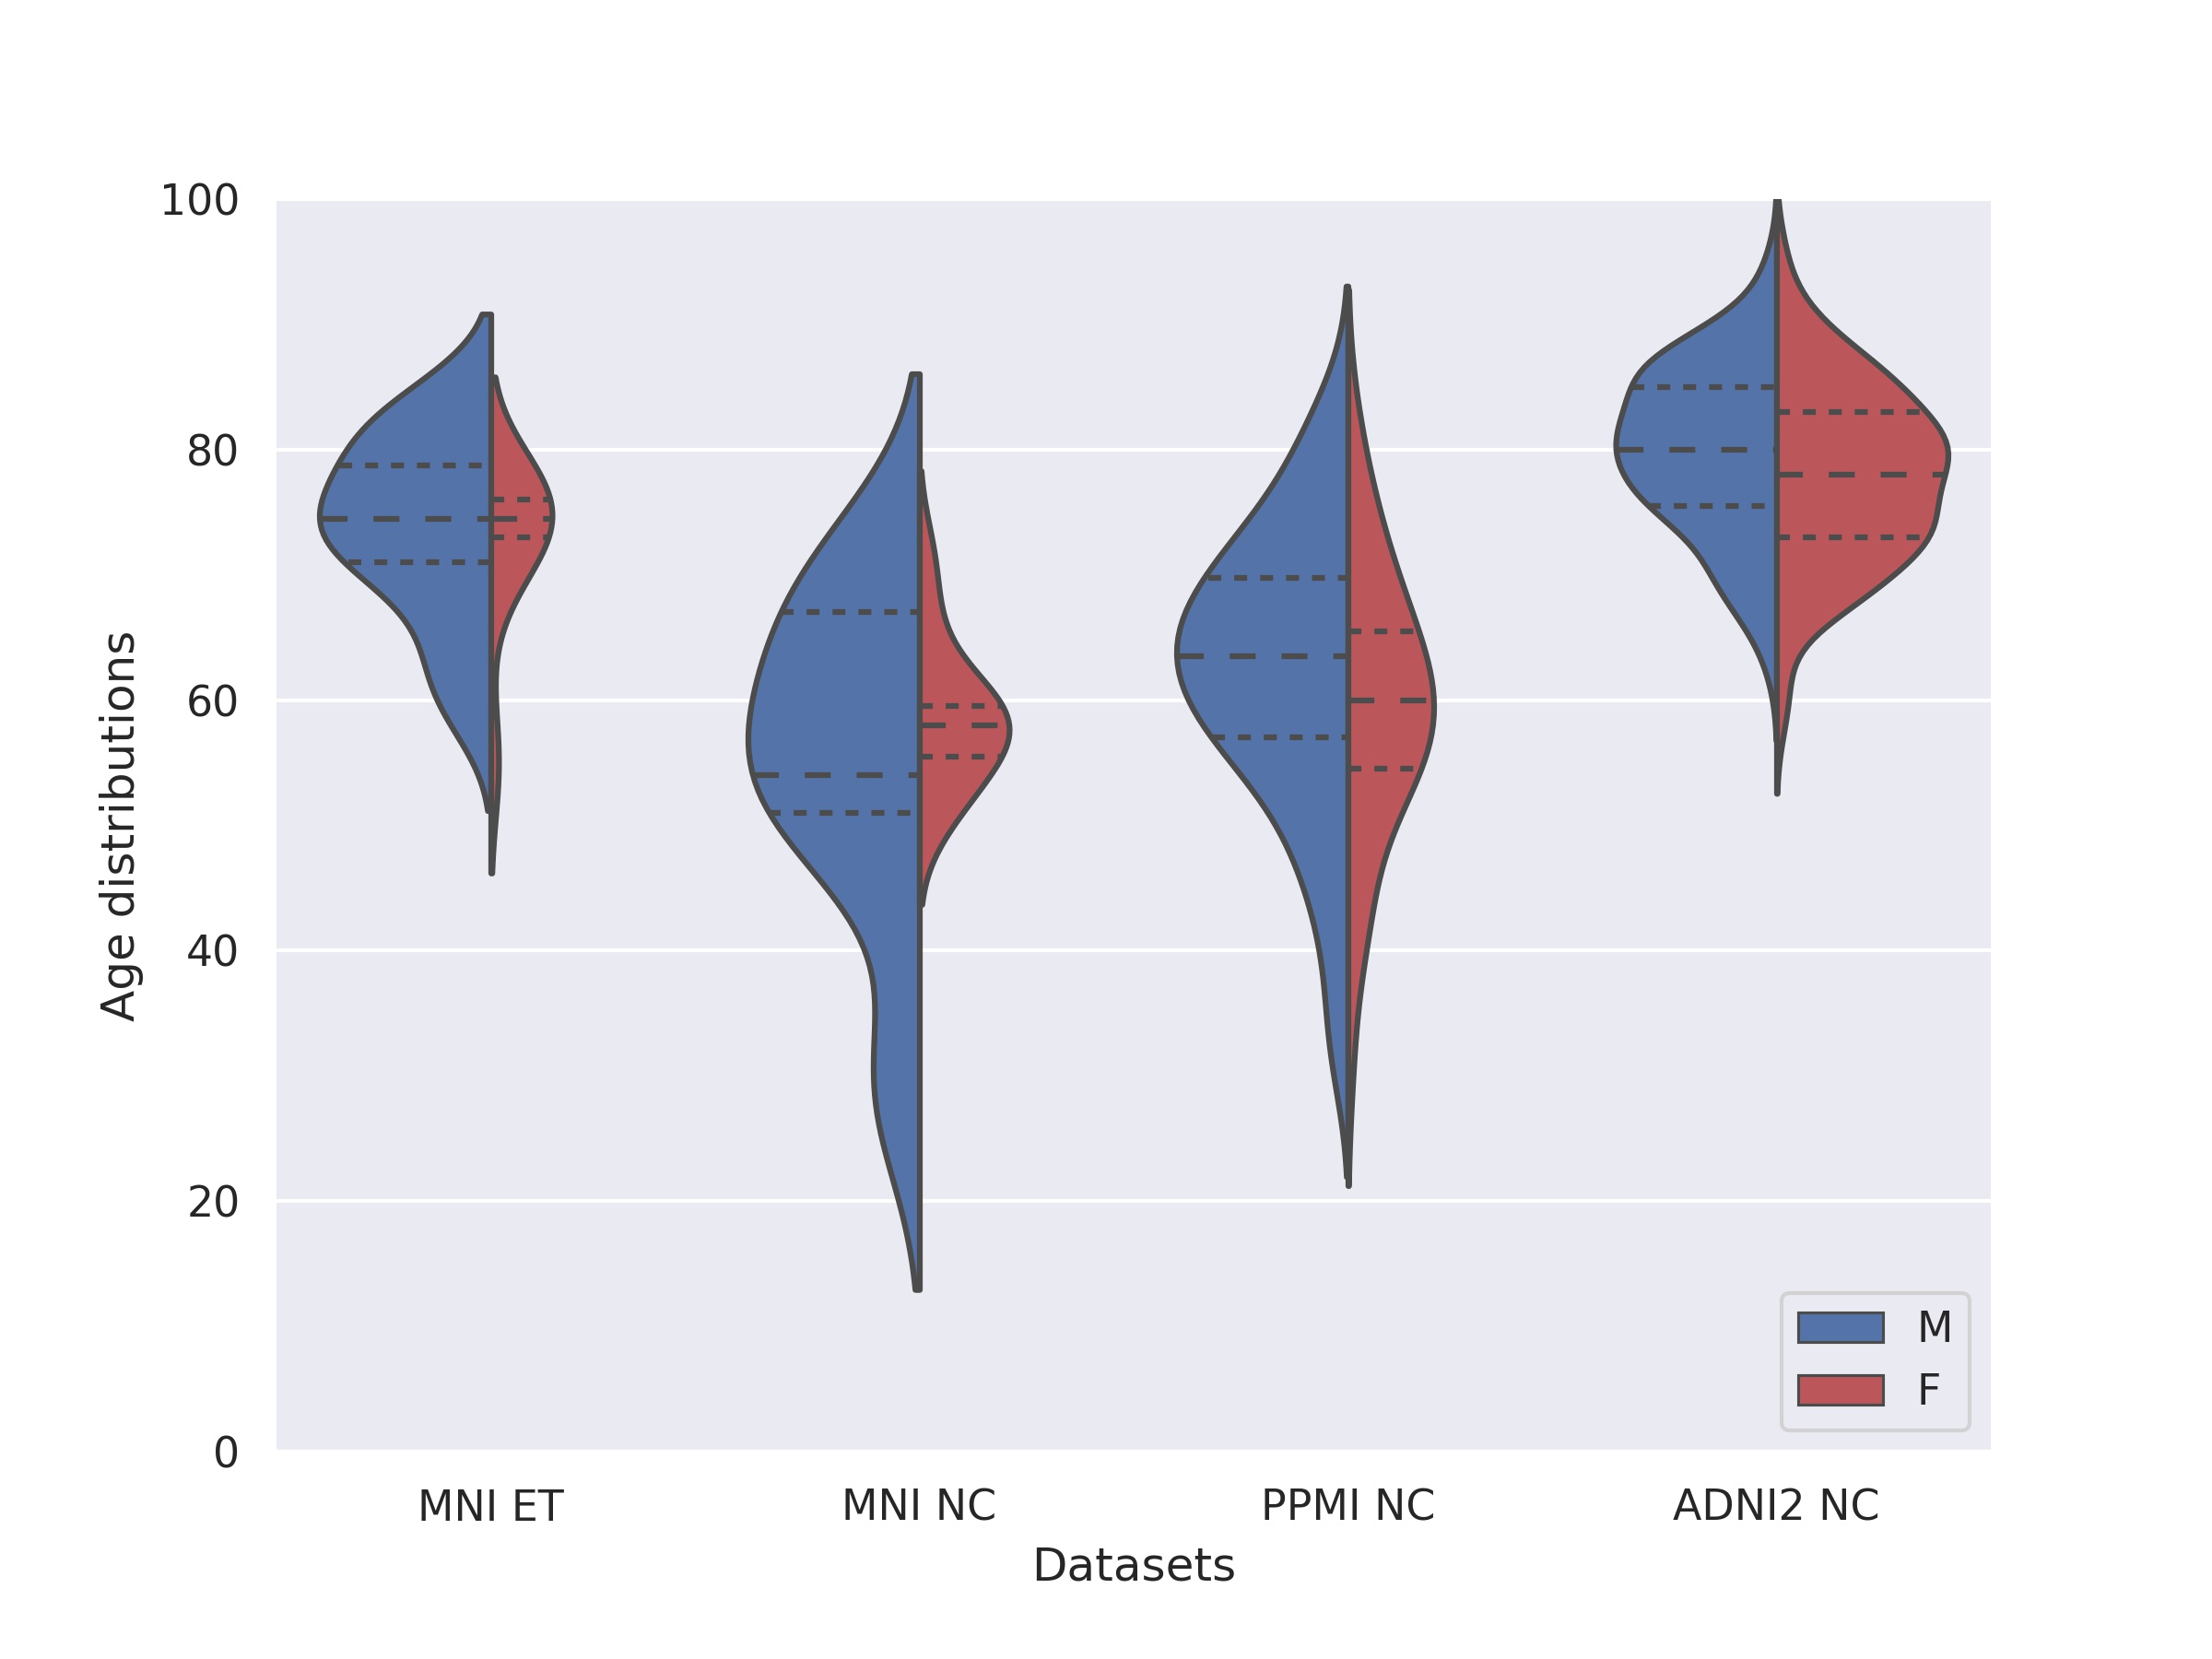 100
80
60
40
20
0
Age distributions
MNI ET
MNI NC
PPMI NC
ADNI2 NC
Datasets
M
F